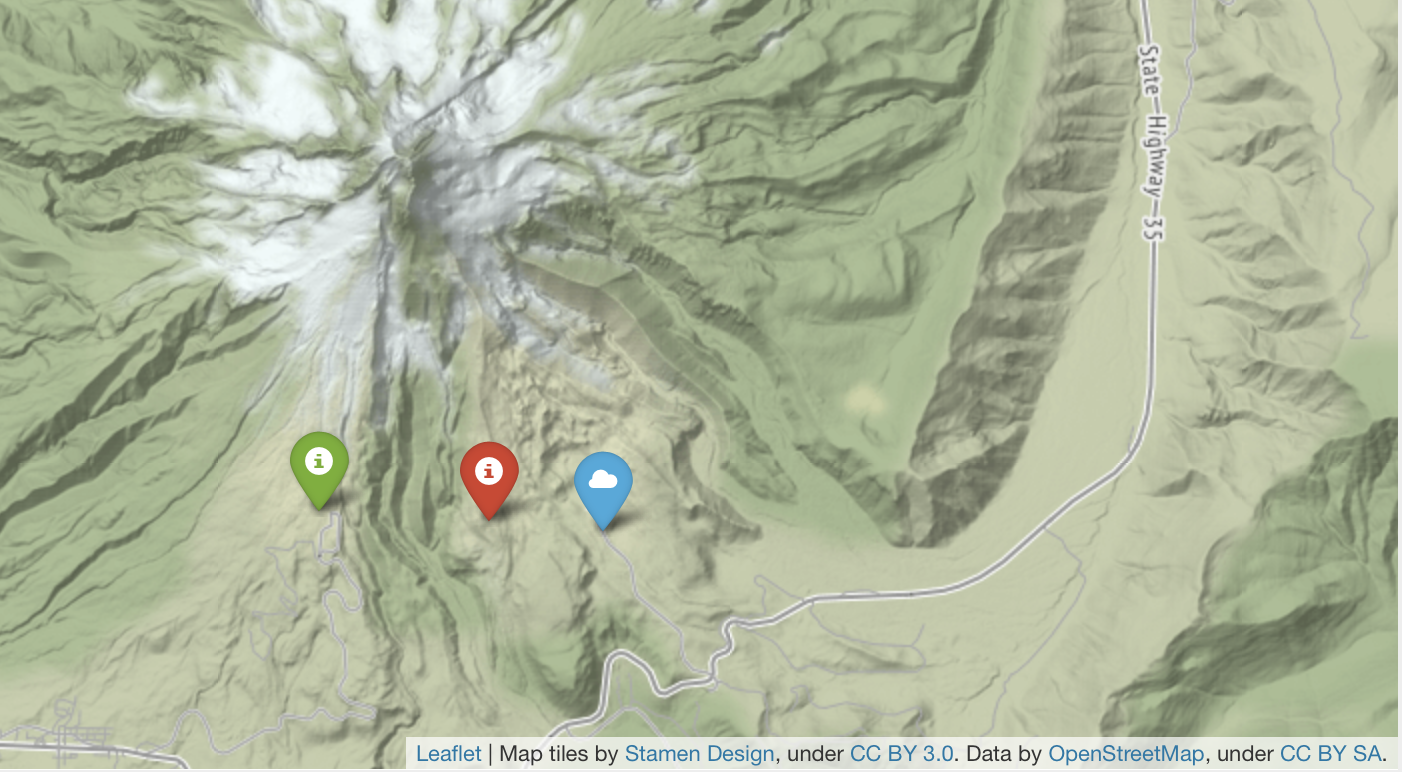 State Highway 35
i
i
Leaflet | Map tiles by Stamen Design, under CC BY 3.0. Data by OpenStreetMap, under CC BY SA.